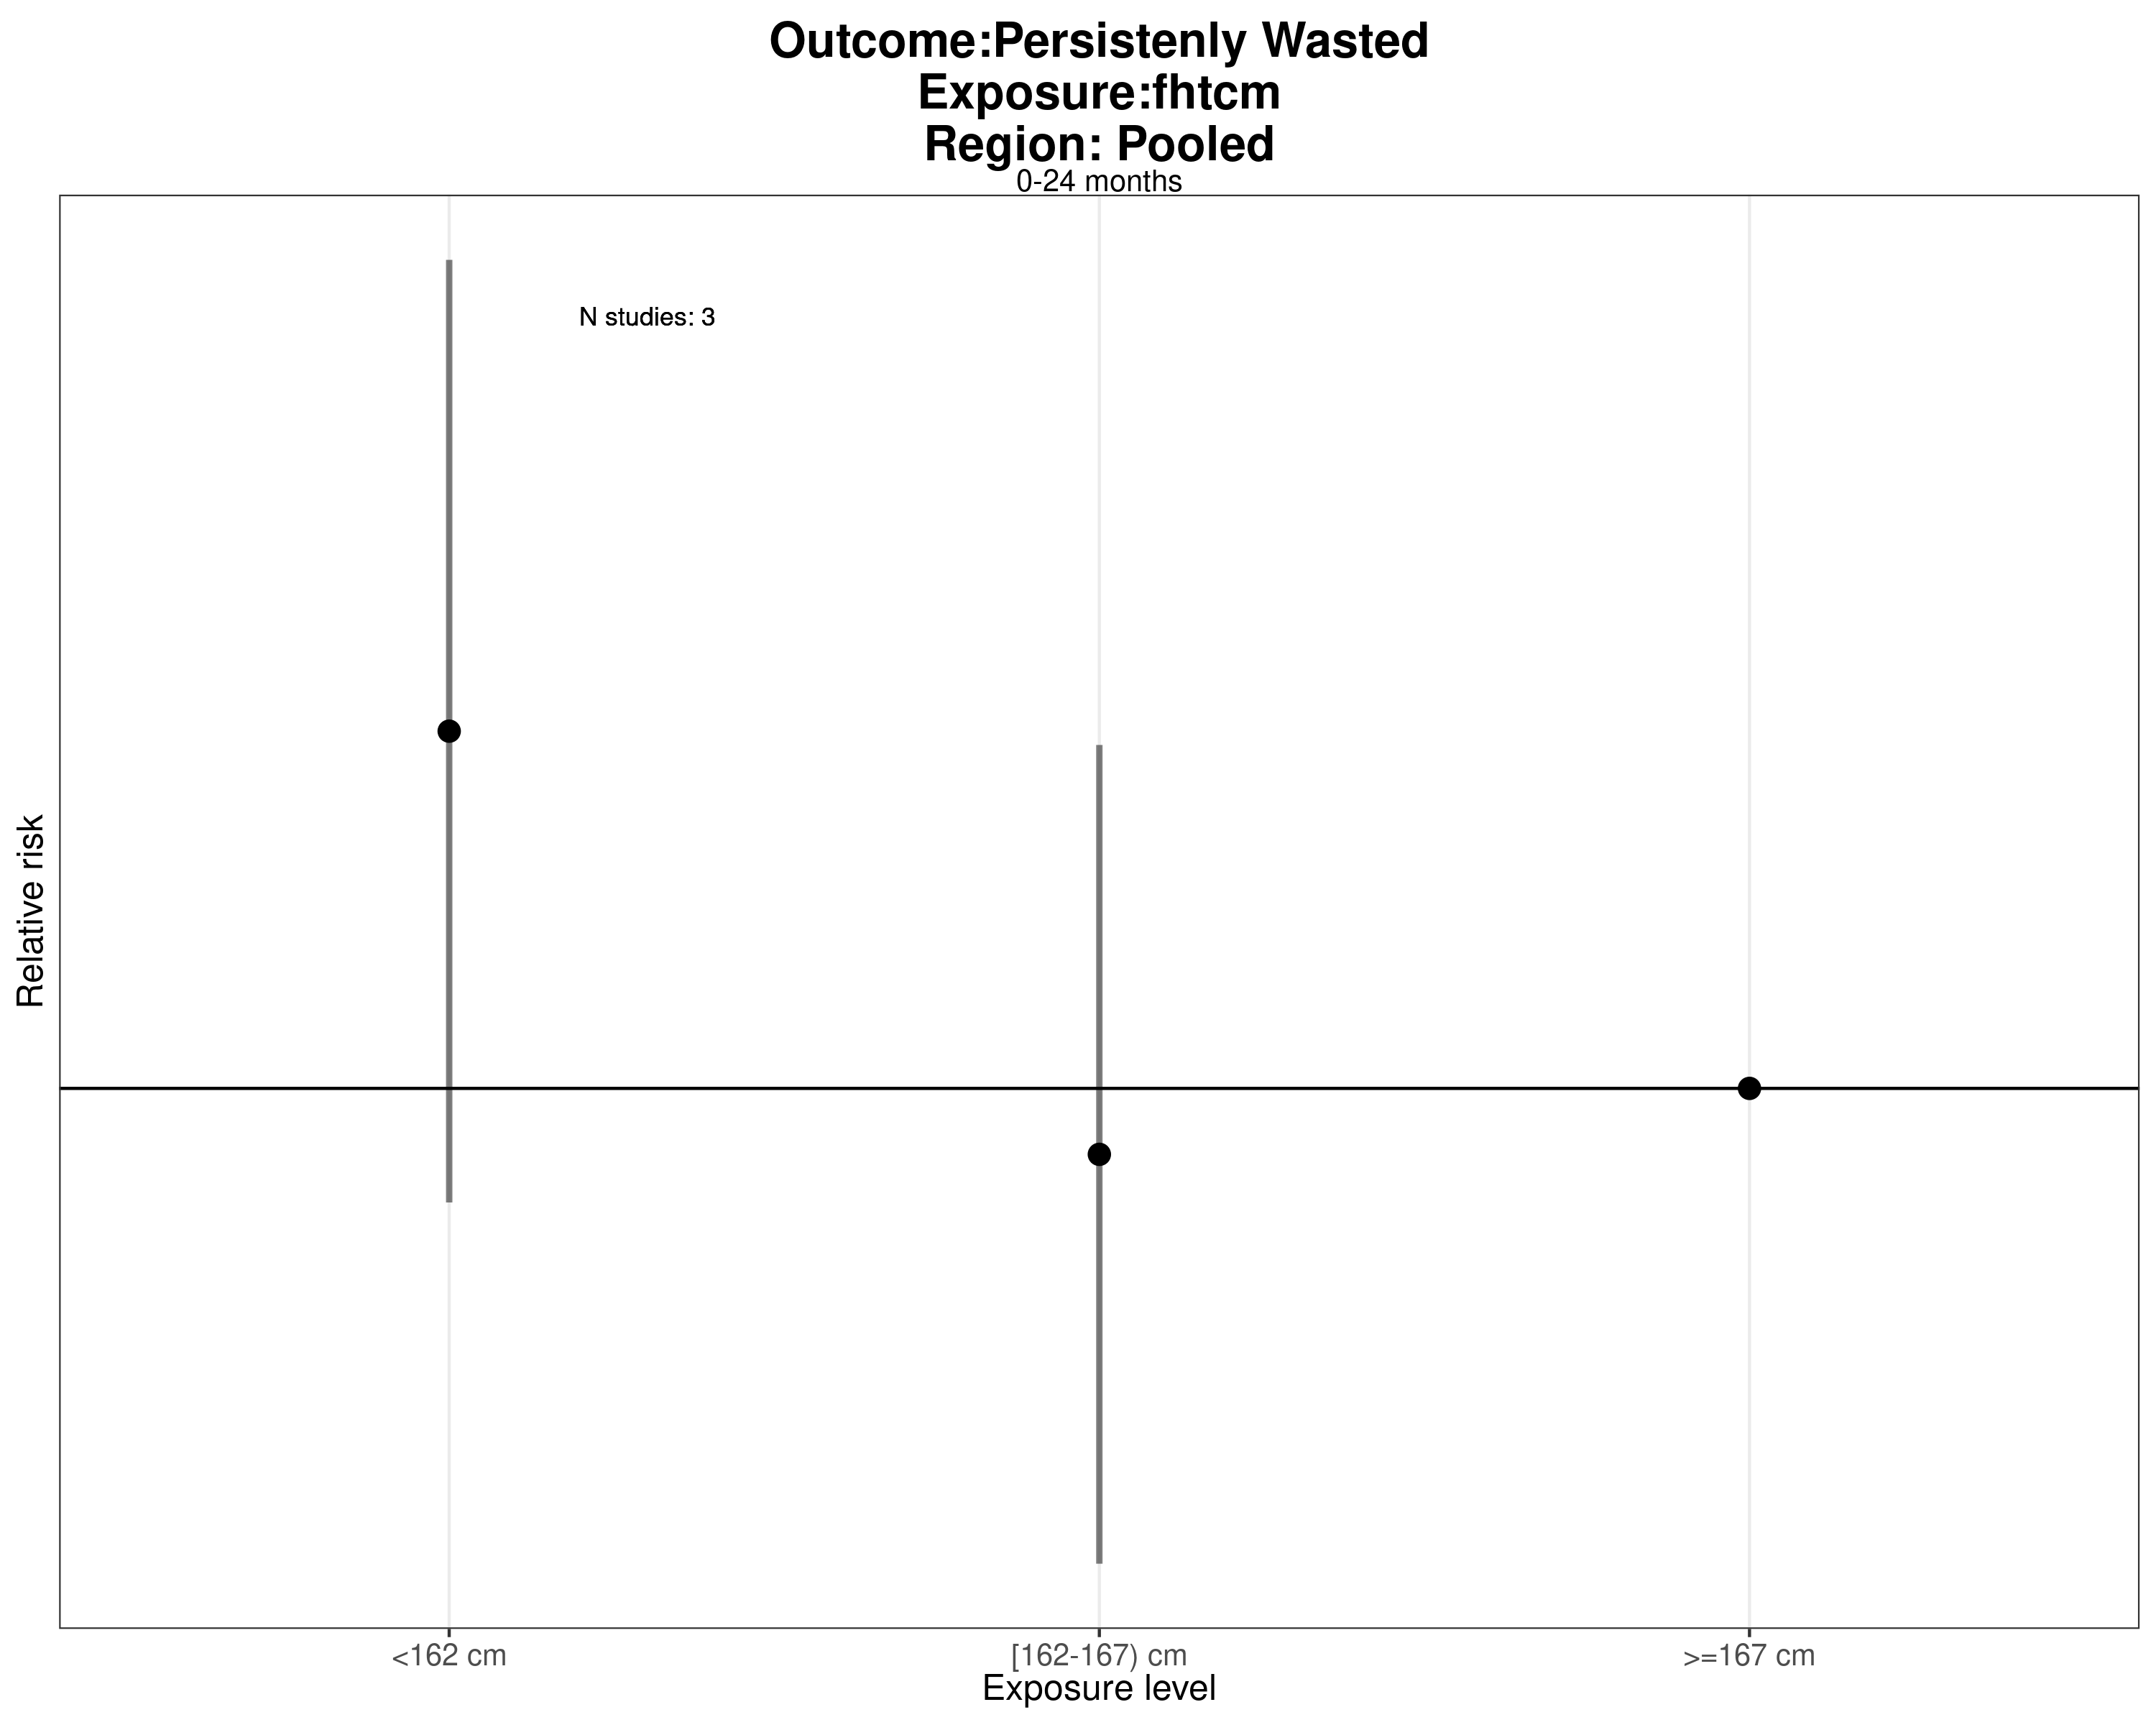 Outcome:Persistenly Wasted
Exposure:fhtcm
Region: Pooled
0-24 months
N studies: 3
Relative risk
<162 cm
[162-167) cm
>=167 cm
Exposure level